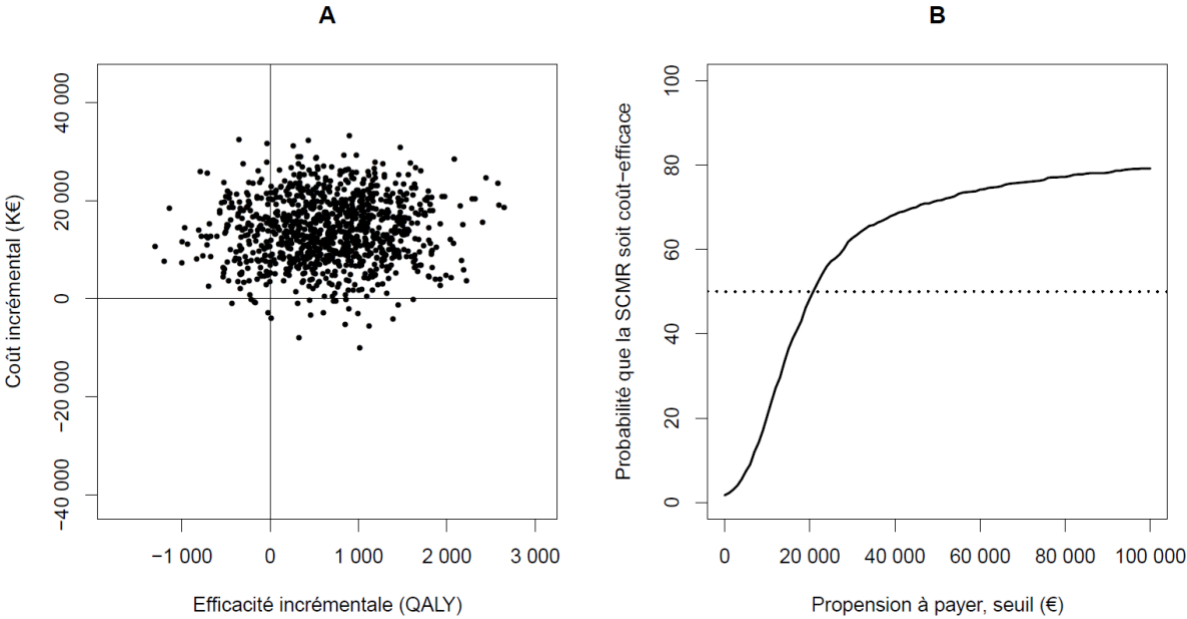 A
B
Coût incrémental (K€)
40 000
20 000
0
−20 000
−40 000
−1 000 0 1 000 2 000 3 000
Efficacité incrémentale (QALY)
Probabilité que la SCMR soit coût−efficace
100
80
60
40
20
0
0 20 000 40 000 60 000 80 000 100 000
Propension à payer, seuil (€)